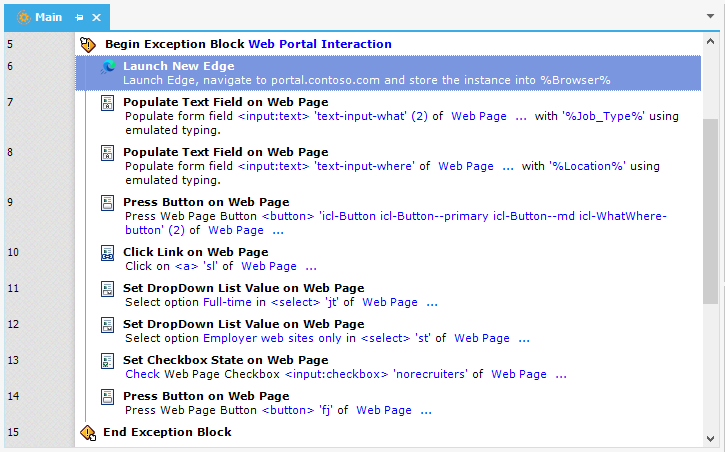 Main
5 Begin Exception Block Web Portal Interaction
6 Launch New Edge
Launch Edge, navigate to portal.contoso.com and store the instance into %Browser%
7 Populate Text Field on Web Page
Populate form field <input:text> 'text-input-what' (2) of Web Page ... with '%Job_Type%' using
emulated typing.
8 Populate Text Field on Web Page
Populate form field <input:text> 'text-input-where' of Web Page ... with '%Location%' using
emulated typing.
9 Press Button on Web Page
Press Web Page Button <button> 'icl-Button icl-Button--primary icl-Button--md icl-WhatWhere-
button' (2) of Web Page ...
10 Click Link on Web Page
Click on <a> 'sl' of Web Page ...
11 Set DropDown List Value on Web Page
Select option Full-time in <select> 'jt' of Web Page ...
12 Set DropDown List Value on Web Page
Select option Employer web sites only in <select> 'st' of Web Page ...
13 Set Checkbox State on Web Page
Check Web Page Checkbox <input:checkbox> 'norecruiters' of Web Page ...
14 Press Button on Web Page
Press Web Page Button <button> 'fj' of Web Page ...
15 End Exception Block